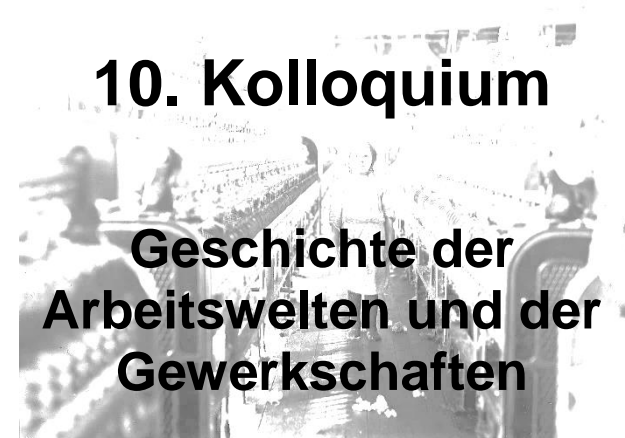 10. Kolloquium
Geschichte der
Arbeitswelten und der
Gewerkschaften